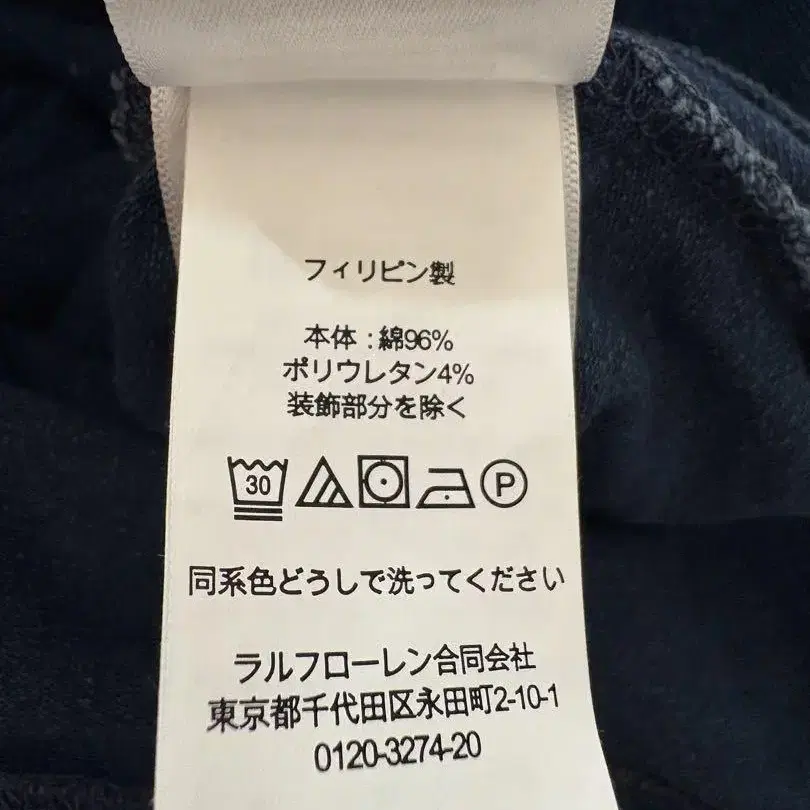 フィリピン製
本体 : 綿96%
ポリウレタン4%
装飾部分を除く
30 P
同系色どうしで洗ってください
ラルフローレン合同会社
東京都千代田区永田町2-10-1
0120-3274-20